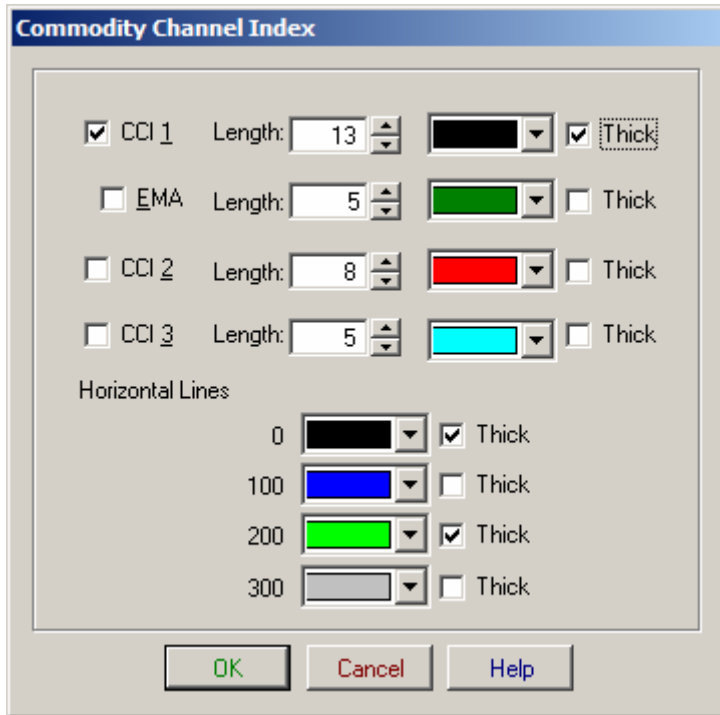 Commodity Channel Index
CCI 1 Length: 13 Thick
EMA Length: 5 Thick
CCI 2 Length: 8 Thick
CCI 3 Length: 5 Thick
Horizontal Lines
0 Thick
100 Thick
200 Thick
300 Thick
OK Cancel Help